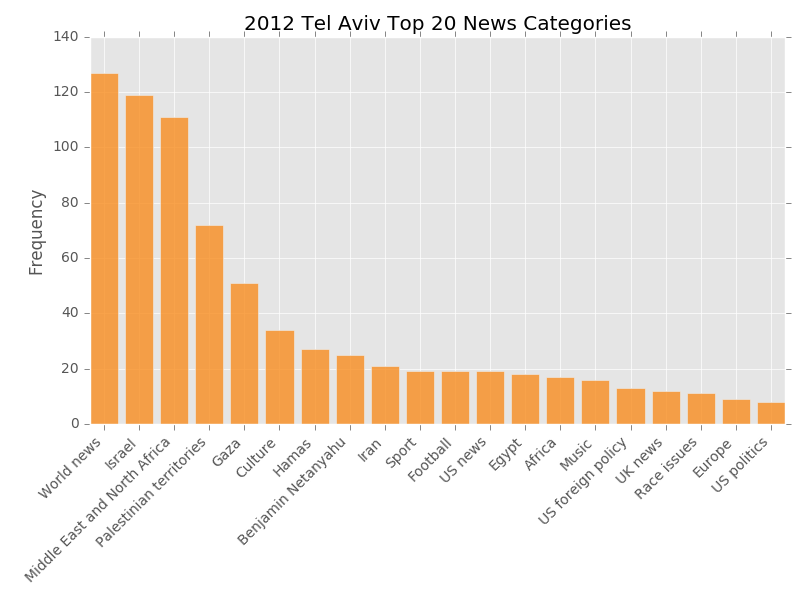 2012 Tel Aviv Top 20 News Categories
140
120
100
80
60
40
20
0
Frequency
World news
Israel
Middle East and North Africa
Palestinian territories
Gaza
Culture
Hamas
Benjamin Netanyahu
Iran
Sport
Football
US news
Egypt
Africa
Music
US foreign policy
UK news
Race issues
Europe
US politics